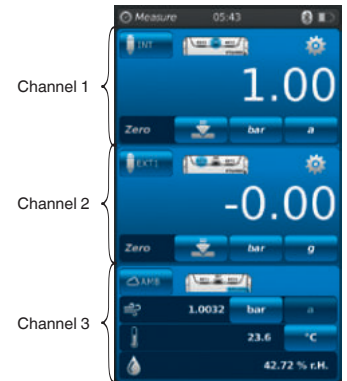 Measure 05:43
Channel 1
INT
1.00
Zero bar a
Channel 2
EXT1
-0.00
Zero bar g
Channel 3
AMB
1.0032 bar a
23.6 °C
42.72 % r.H.